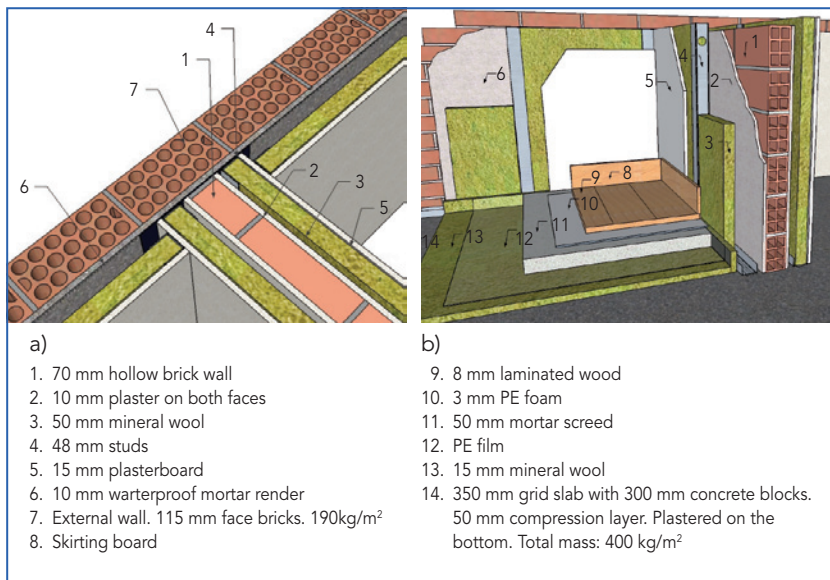 4
1
7
2
3
6
5
1
4
6
2
5
3
9 8
10
11
14 13 12
a)
1. 70 mm hollow brick wall
2. 10 mm plaster on both faces
3. 50 mm mineral wool
4. 48 mm studs
5. 15 mm plasterboard
6. 10 mm warterproof mortar render
7. External wall. 115 mm face bricks. 190kg/m²
8. Skirting board
b)
9. 8 mm laminated wood
10. 3 mm PE foam
11. 50 mm mortar screed
12. PE film
13. 15 mm mineral wool
14. 350 mm grid slab with 300 mm concrete blocks.
50 mm compression layer. Plastered on the
bottom. Total mass: 400 kg/m²